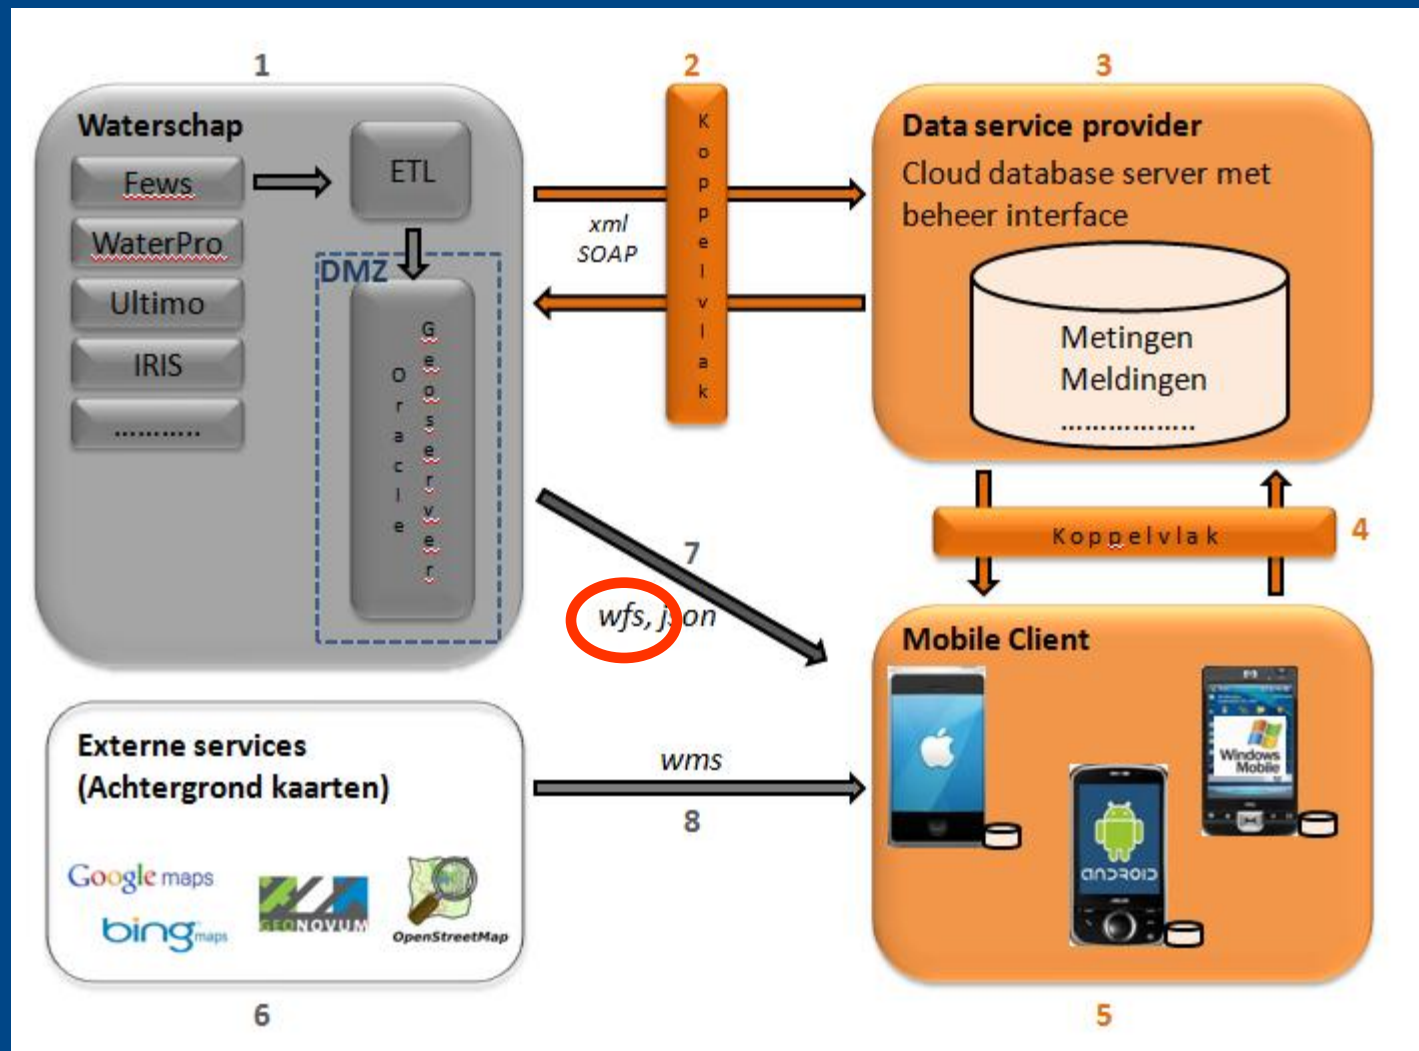 1
Waterschap
Fews
WaterPro
Ultimo
IRIS
...........
ETL
DMZ
Oracle
Geoserver
2
Koppelvlak
xml
SOAP
3
Data service provider
Cloud database server met
beheer interface
Metingen
Meldingen
................
Koppelvlak
4
7
wfs, json
Mobile Client
Windows
Mobile
ANDROID
5
Externe services
(Achtergrond kaarten)
Google maps
bing maps
GEONOVUM
OpenStreetMap
6
wms
8